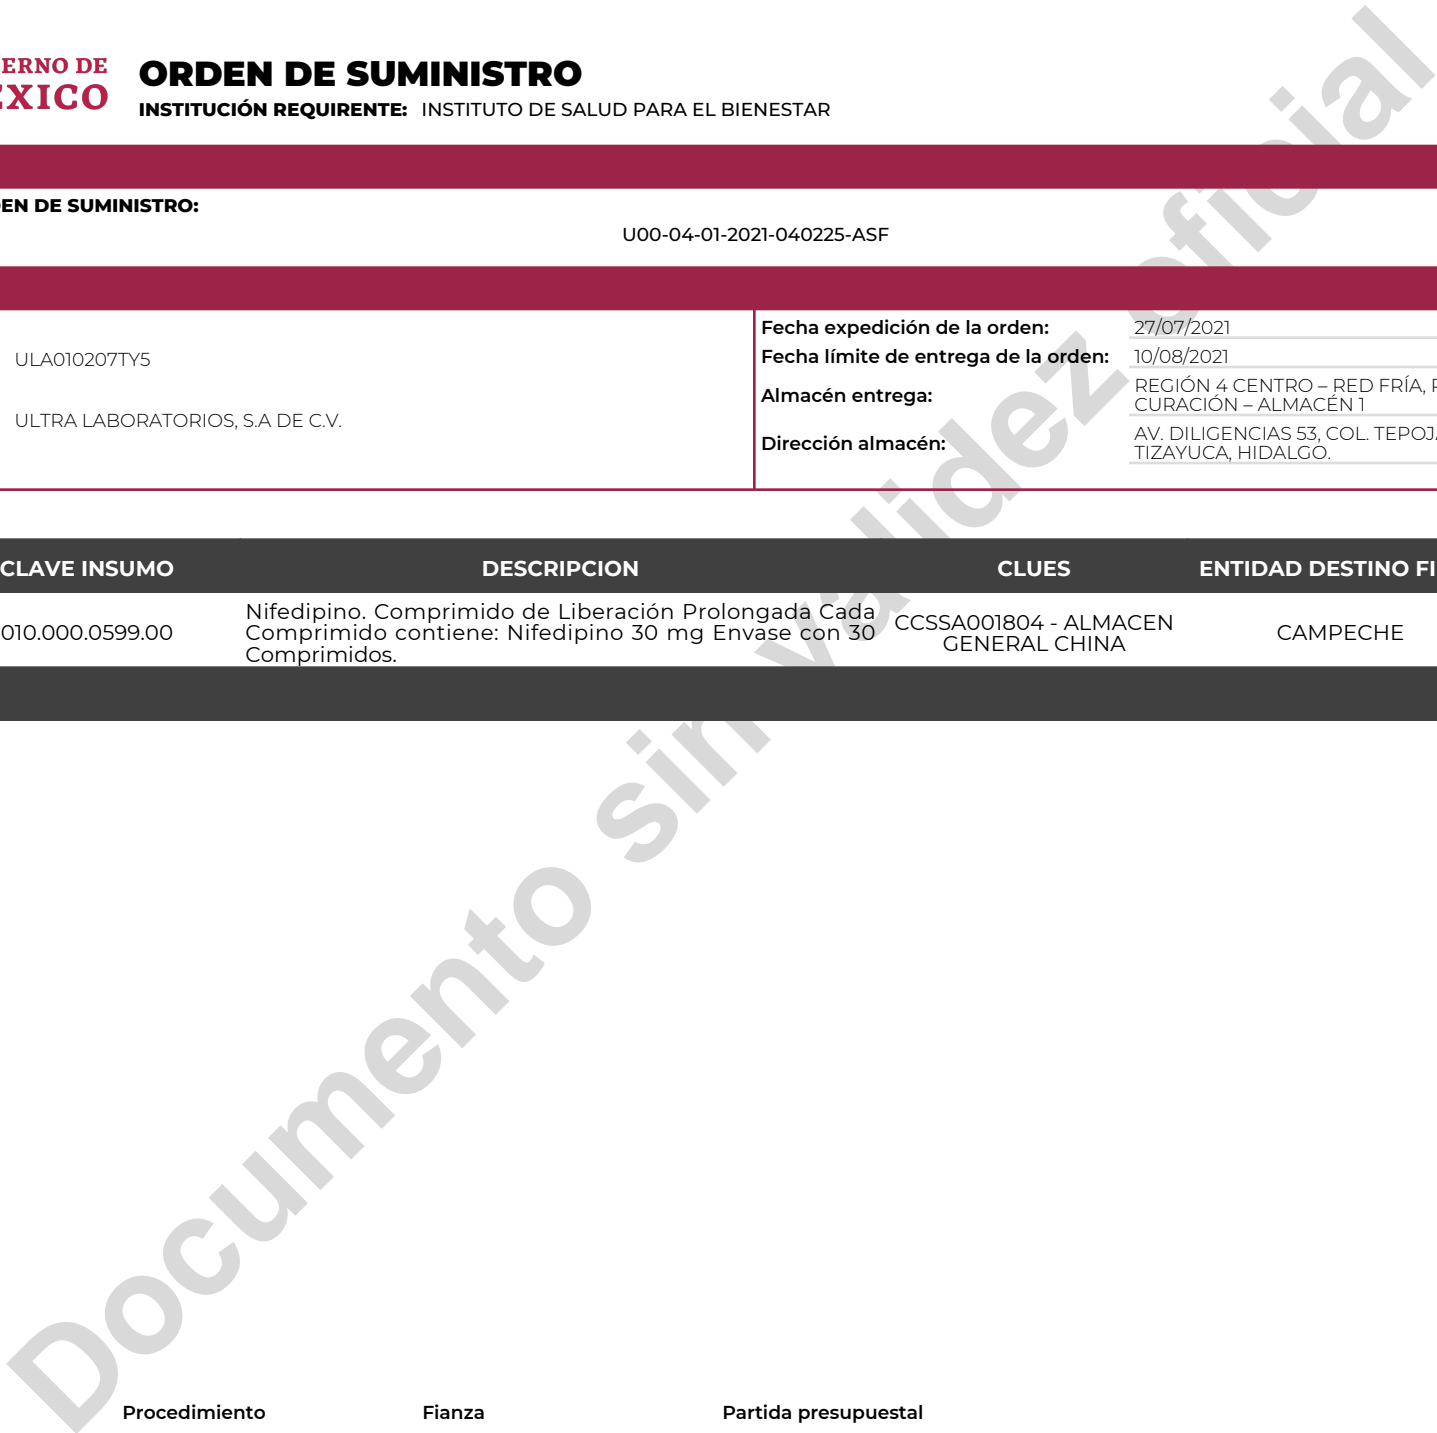 ERNO DE
EXICO
ORDEN DE SUMINISTRO
INSTITUCIÓN REQUIRENTE: INSTITUTO DE SALUD PARA EL BIENESTAR
EN DE SUMINISTRO:
U00-04-01-2021-040225-ASF
ULA010207TY5
ULTRA LABORATORIOS, S.A DE C.V.
Fecha expedición de la orden: 27/07/2021
Fecha límite de entrega de la orden: 10/08/2021
Almacén entrega: REGIÓN 4 CENTRO – RED FRÍA,
CURACIÓN – ALMACÉN 1
Dirección almacén: AV. DILIGENCIAS 53, COL. TEPOJ
TIZAYUCA, HIDALGO.
CLAVE INSUMO DESCRIPCION CLUES ENTIDAD DESTINO FI
010.000.0599.00
Nifedipino. Comprimido de Liberación Prolongada Cada
Comprimido contiene: Nifedipino 30 mg Envase con 30
Comprimidos.
CCSSA001804 - ALMACEN
GENERAL CHINA
CAMPECHE
Documento sin validez oficial
Procedimiento Fianza Partida presupuestal